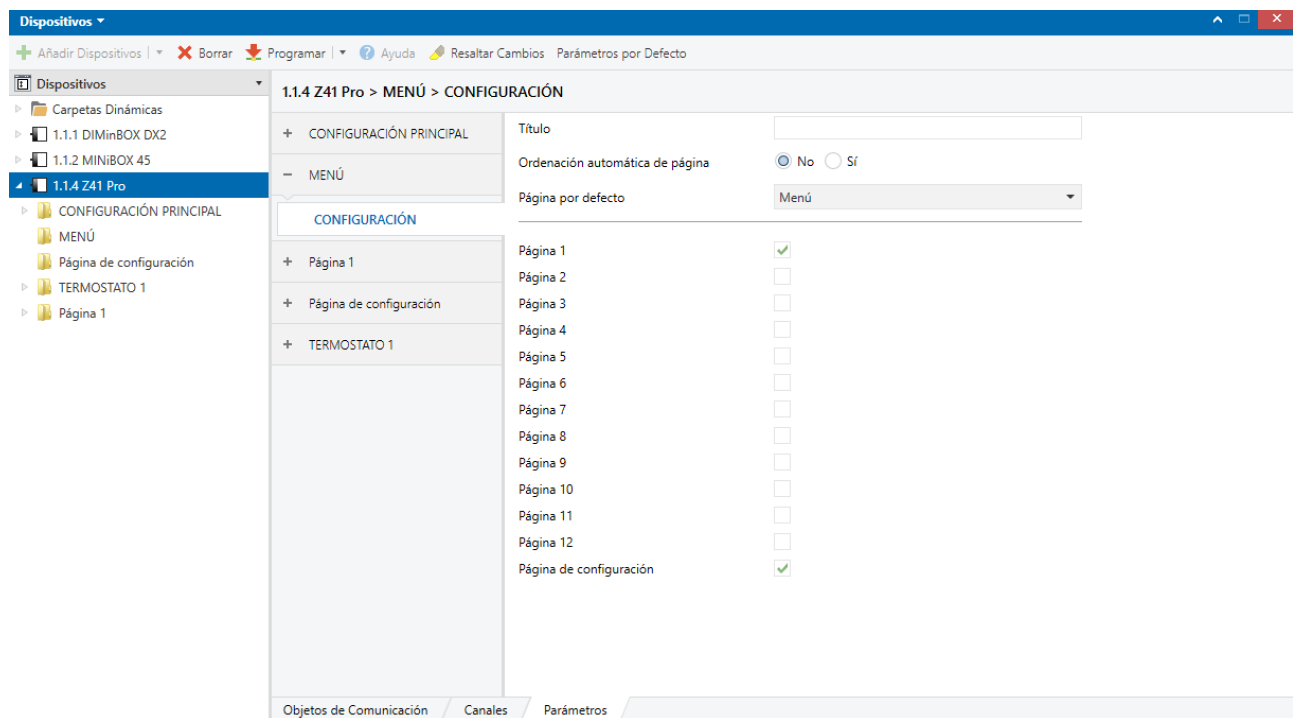 Dispositivos
Añadir Dispositivos Borrar Programar Ayuda Resaltar Cambios Parámetros por Defecto
Dispositivos
Carpetas Dinámicas
1.1.1 DIMinBOX DX2
1.1.2 MINiBOX 45
1.1.4 Z41 Pro
CONFIGURACIÓN PRINCIPAL
MENÚ
Página de configuración
TERMOSTATO 1
Página 1
1.1.4 Z41 Pro > MENÚ > CONFIGURACIÓN
+ CONFIGURACIÓN PRINCIPAL
− MENÚ
CONFIGURACIÓN
+ Página 1
+ Página de configuración
+ TERMOSTATO 1
Título
Ordenación automática de página No Sí
Página por defecto Menú
Página 1
Página 2
Página 3
Página 4
Página 5
Página 6
Página 7
Página 8
Página 9
Página 10
Página 11
Página 12
Página de configuración
Objetos de Comunicación Canales Parámetros